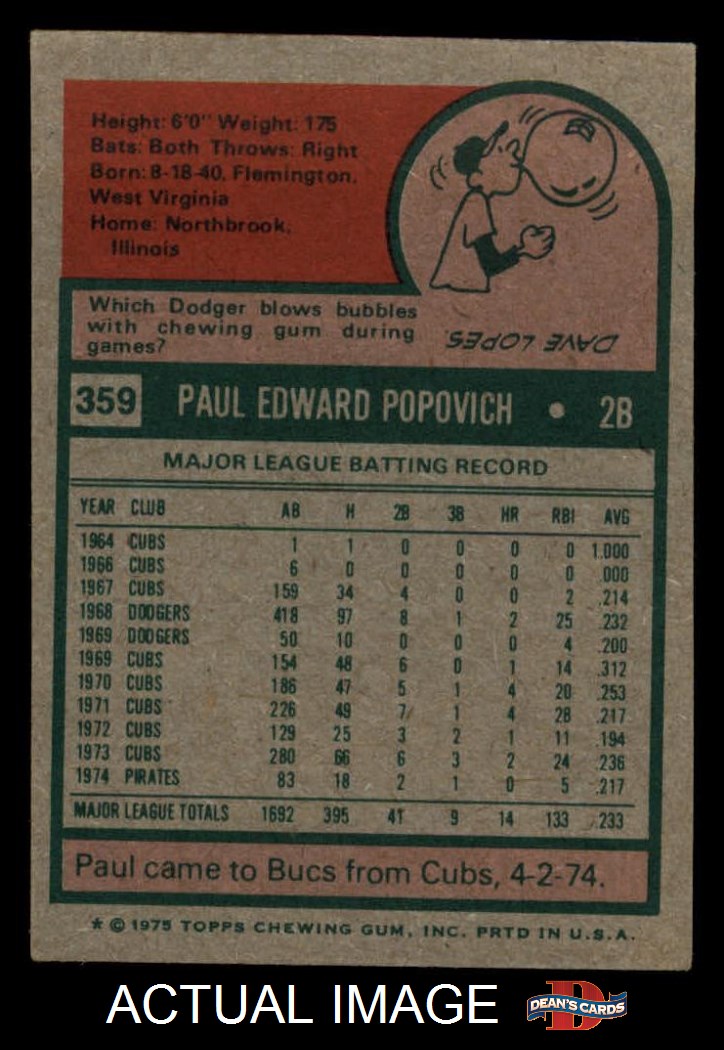 Height: 6'0" Weight: 175
Bats: Both Throws: Right
Born: 8-18-40, Flemington,
West Virginia
Home: Northbrook,
Illinois
Which Dodger blows bubbles
with chewing gum during
games?
DAVE LOPES.
359 PAUL EDWARD POPOVICH • 2B
MAJOR LEAGUE BATTING RECORD
YEAR CLUB AB H 2B 3B HR RBI AVG
1964 CUBS 1 1 0 0 0 0 1.000
1966 CUBS 6 0 0 0 0 0 .000
1967 CUBS 159 34 4 0 0 2 .214
1968 DODGERS 418 97 8 1 2 25 .232
1969 DODGERS 50 10 0 0 0 4 .200
1969 CUBS 154 48 6 0 1 14 .312
1970 CUBS 186 47 5 1 4 20 .253
1971 CUBS 226 49 7 1 4 28 .217
1972 CUBS 129 25 3 2 1 11 .194
1973 CUBS 280 66 6 3 2 24 .236
1974 PIRATES 83 18 2 1 0 5 .217
MAJOR LEAGUE TOTALS 1692 395 41 9 14 133 .233
Paul came to Bucs from Cubs, 4-2-74.
* © 1975 TOPPS CHEWING GUM, INC. PRTD IN U.S.A.
ACTUAL IMAGE
DEAN'S CARDS